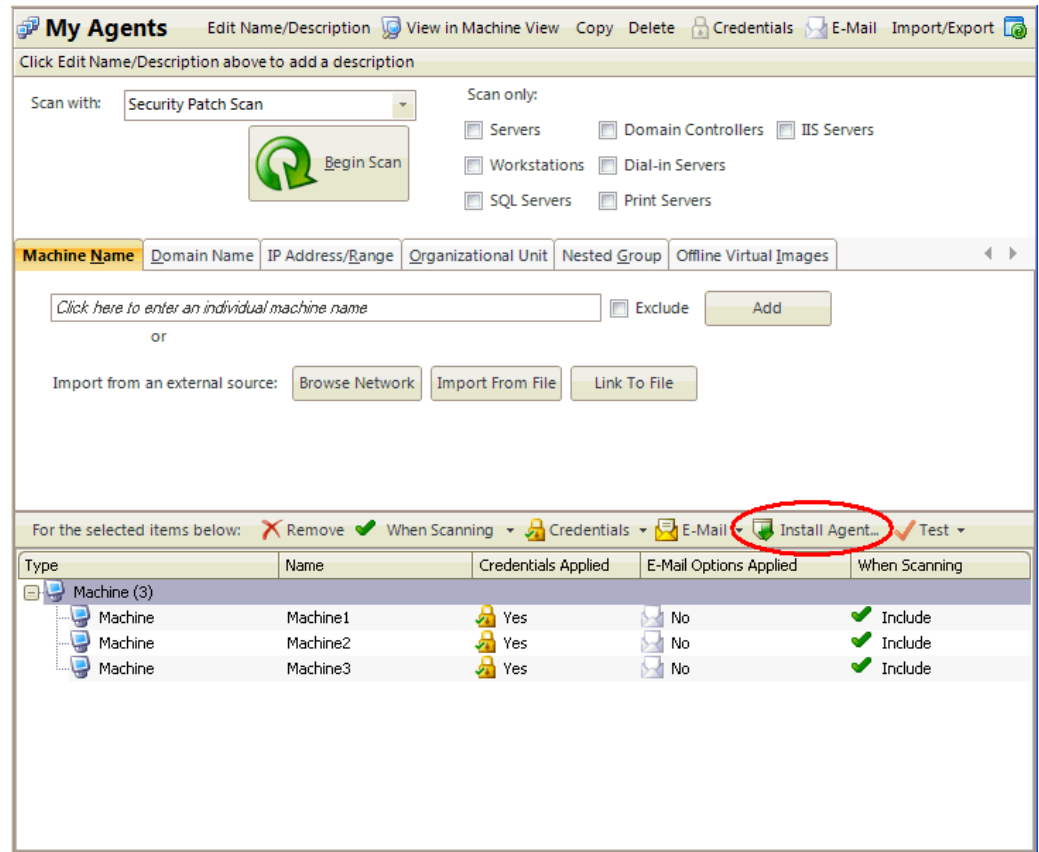 My Agents Edit Name/Description View in Machine View Copy Delete Credentials E-Mail Import/Export
Click Edit Name/Description above to add a description
Scan with: Security Patch Scan
Scan only:
Begin Scan
Servers Domain Controllers IIS Servers
Workstations Dial-in Servers
SQL Servers Print Servers
Machine Name Domain Name IP Address/Range Organizational Unit Nested Group Offline Virtual Images
Click here to enter an individual machine name Exclude Add
or
Import from an external source: Browse Network Import From File Link To File
For the selected items below: Remove When Scanning Credentials E-Mail Install Agent... Test
Type Name Credentials Applied E-Mail Options Applied When Scanning
Machine (3)
Machine Machine1 Yes No Include
Machine Machine2 Yes No Include
Machine Machine3 Yes No Include